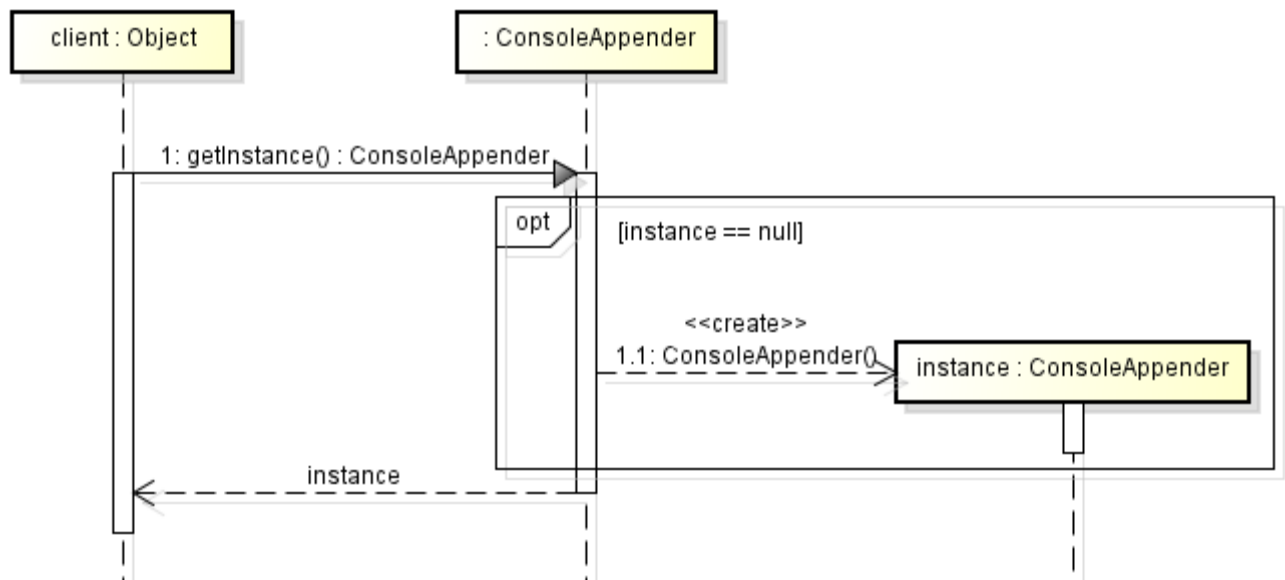 client : Object
: ConsoleAppender
1: getInstance() : ConsoleAppender
opt
[instance == null]
<<create>>
1.1: ConsoleAppender()
instance : ConsoleAppender
instance